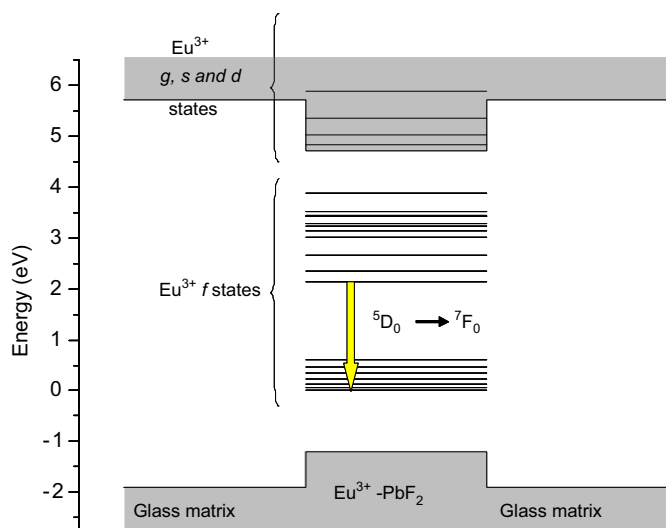 Eu³⁺
g, s and d
states
6
5
4
3
2
1
0
-1
-2
Energy (eV)
Eu³⁺ f states
⁵D₀ → ⁷F₀
Glass matrix
Eu³⁺ -PbF₂
Glass matrix